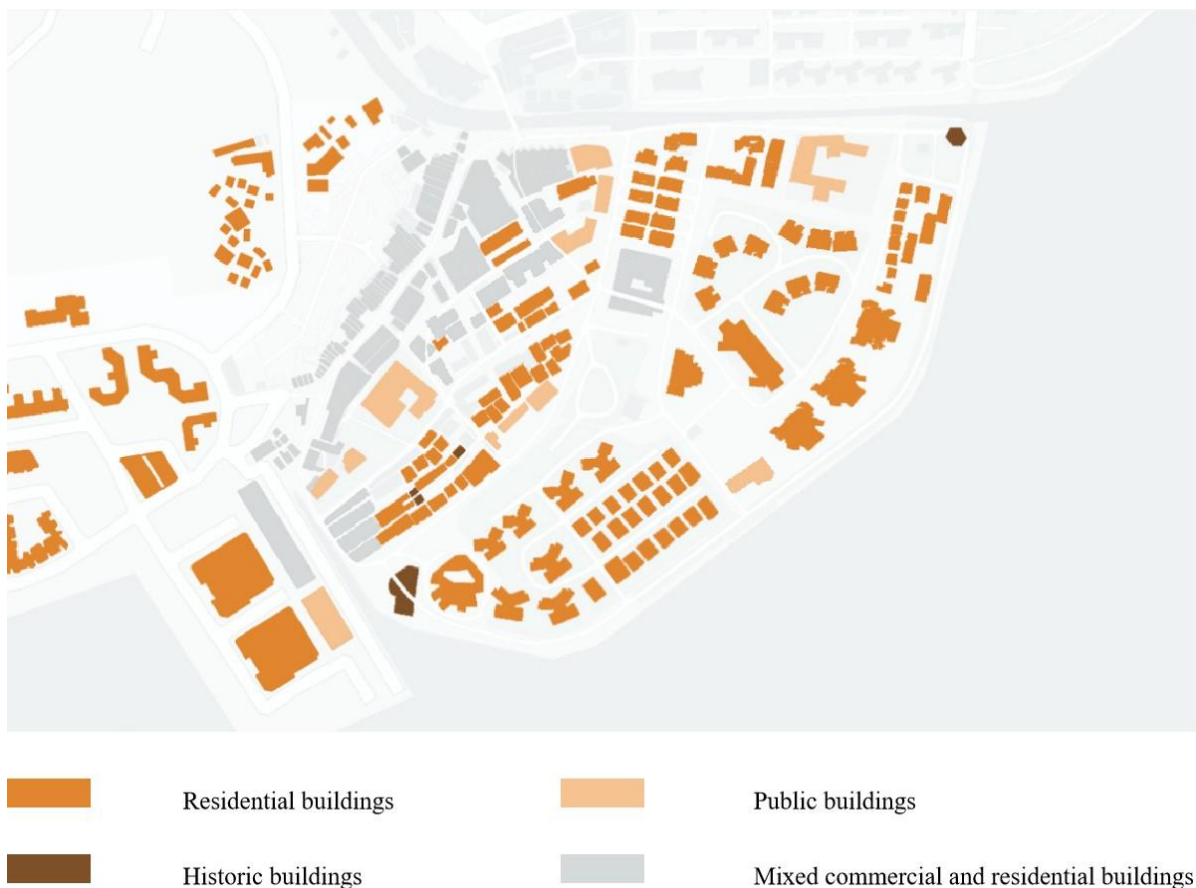 Residential buildings
Public buildings
Historic buildings
Mixed commercial and residential buildings